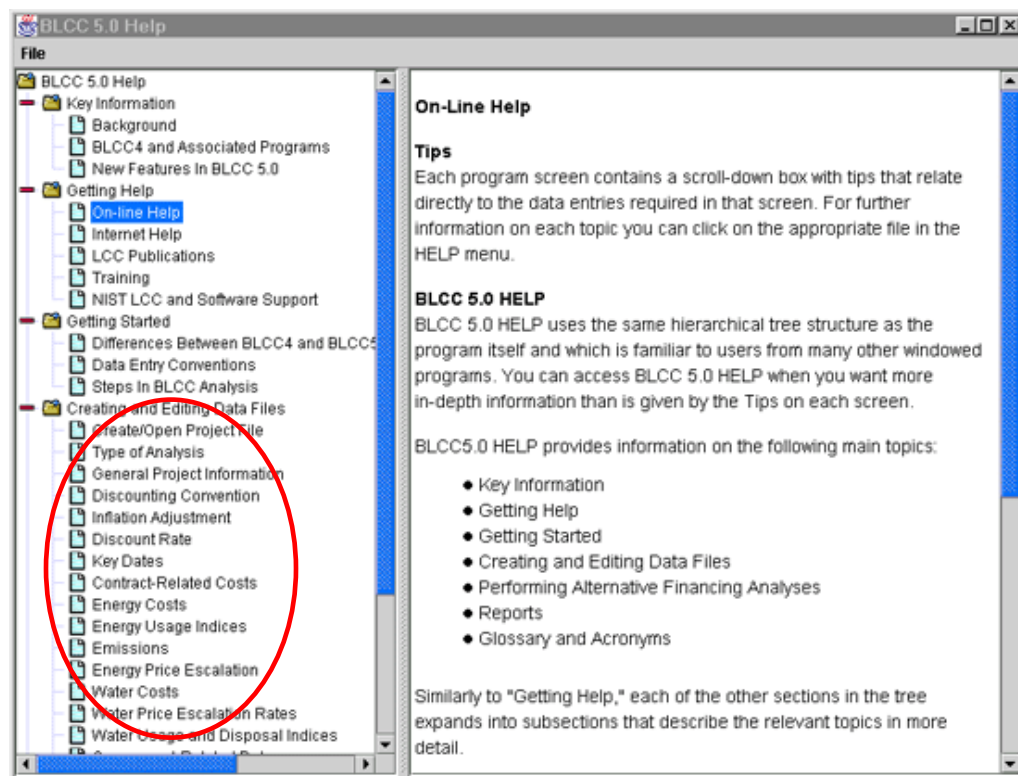 BLCC 5.0 Help
File
BLCC 5.0 Help
Key Information
Background
BLCC4 and Associated Programs
New Features In BLCC 5.0
Getting Help
On-line Help
Internet Help
LCC Publications
Training
NIST LCC and Software Support
Getting Started
Differences Between BLCC4 and BLCC5
Data Entry Conventions
Steps In BLCC Analysis
Creating and Editing Data Files
Create/Open Project File
Type of Analysis
General Project Information
Discounting Convention
Inflation Adjustment
Discount Rate
Key Dates
Contract-Related Costs
Energy Costs
Energy Usage Indices
Emissions
Energy Price Escalation
Water Costs
Water Price Escalation Rates
Water Usage and Disposal Indices
On-Line Help
Tips
Each program screen contains a scroll-down box with tips that relate
directly to the data entries required in that screen. For further
information on each topic you can click on the appropriate file in the
HELP menu.
BLCC 5.0 HELP
BLCC 5.0 HELP uses the same hierarchical tree structure as the
program itself and which is familiar to users from many other windowed
programs. You can access BLCC 5.0 HELP when you want more
in-depth information than is given by the Tips on each screen.
BLCC5.0 HELP provides information on the following main topics:
● Key Information
● Getting Help
● Getting Started
● Creating and Editing Data Files
● Performing Alternative Financing Analyses
● Reports
● Glossary and Acronyms
Similarly to "Getting Help," each of the other sections in the tree
expands into subsections that describe the relevant topics in more
detail.